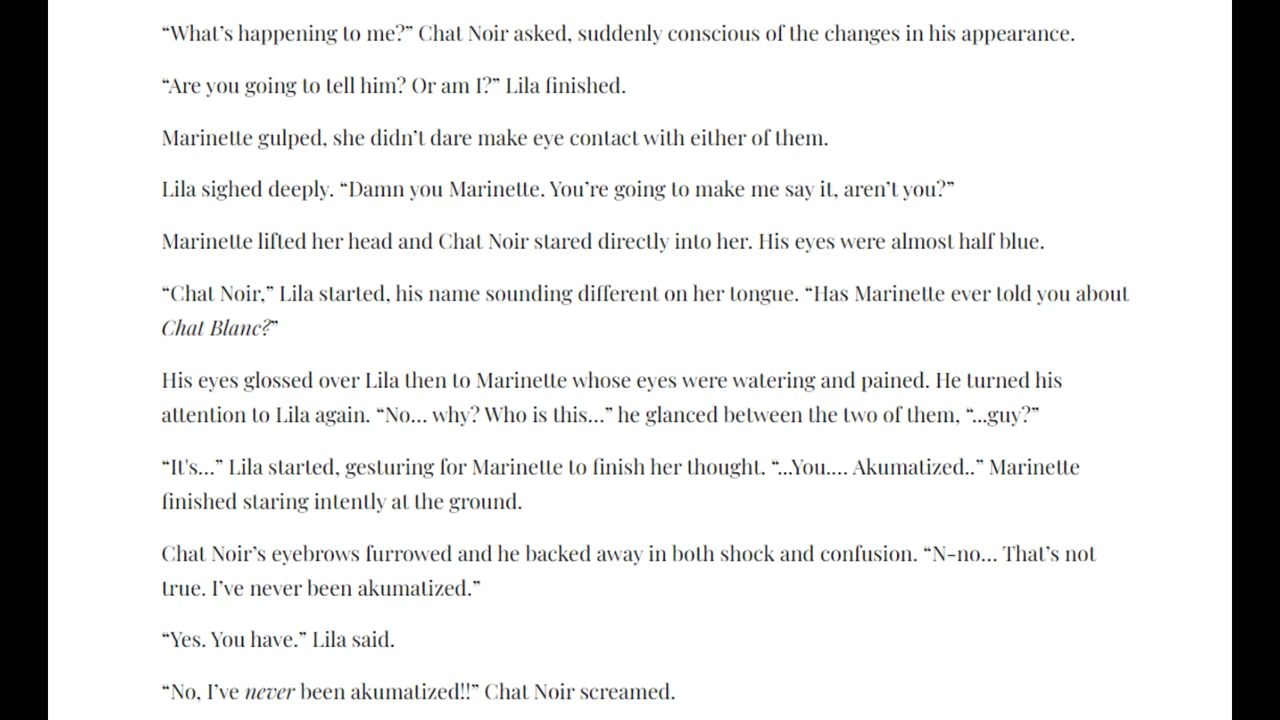 “What’s happening to me?” Chat Noir asked, suddenly conscious of the changes in his appearance.
“Are you going to tell him? Or am I?” Lila finished.
Marinette gulped, she didn’t dare make eye contact with either of them.
Lila sighed deeply. “Damn you Marinette. You’re going to make me say it, aren’t you?”
Marinette lifted her head and Chat Noir stared directly into her. His eyes were almost half blue.
“Chat Noir,” Lila started, his name sounding different on her tongue. “Has Marinette ever told you about
Chat Blanc?”
His eyes glossed over Lila then to Marinette whose eyes were watering and pained. He turned his
attention to Lila again. “No… why? Who is this…” he glanced between the two of them, “…guy?”
“It's…” Lila started, gesturing for Marinette to finish her thought. “…You…. Akumatized..” Marinette
finished staring intently at the ground.
Chat Noir’s eyebrows furrowed and he backed away in both shock and confusion. “N-no… That’s not
true. I’ve never been akumatized.”
“Yes. You have.” Lila said.
“No, I’ve never been akumatized!!” Chat Noir screamed.